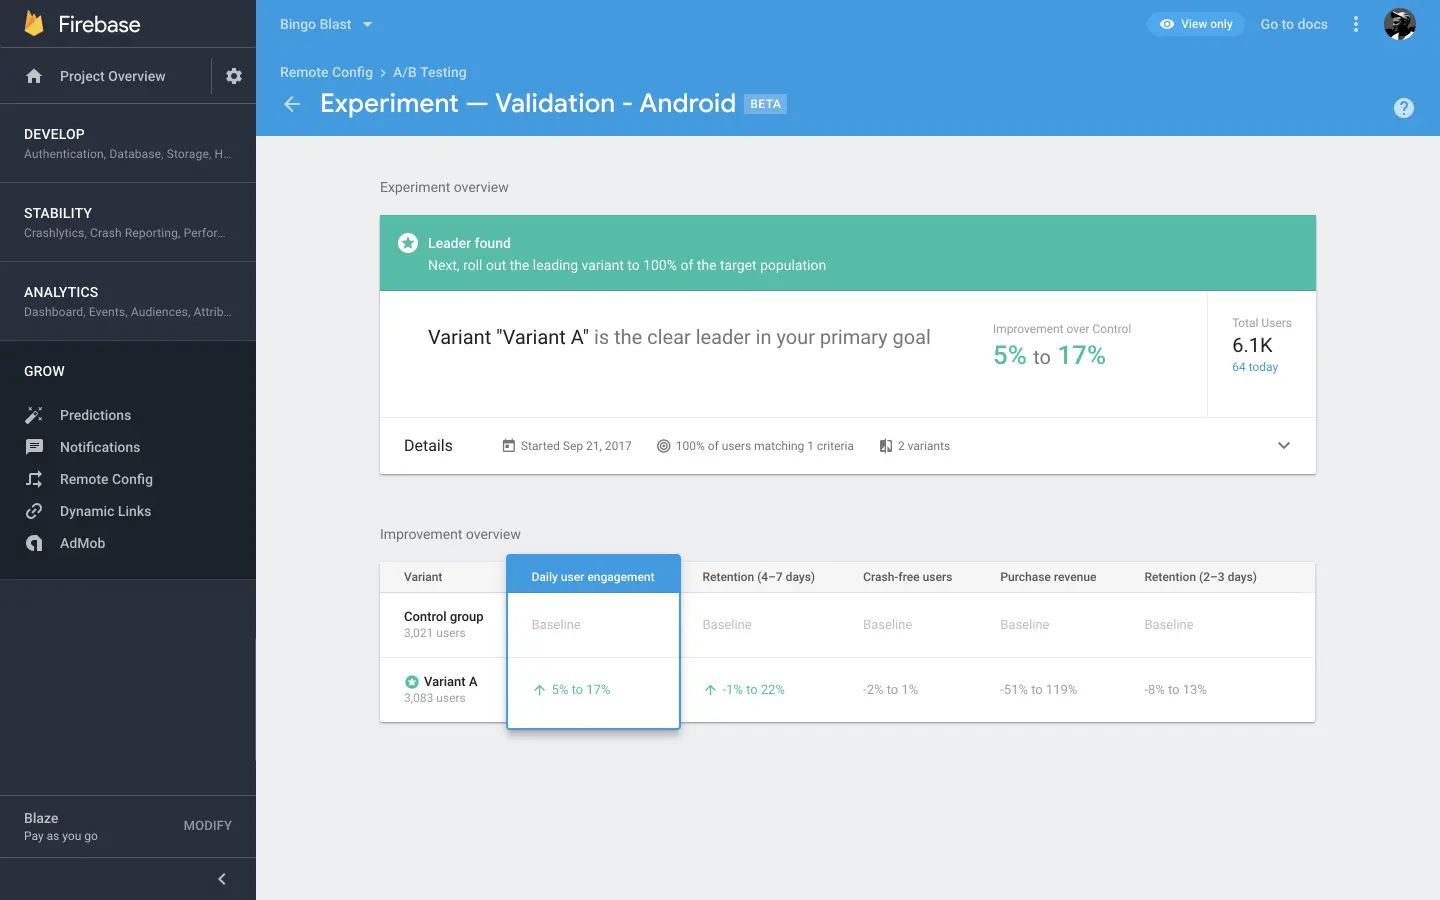 Firebase
Project Overview
DEVELOP
Authentication, Database, Storage, H...
STABILITY
Crashlytics, Crash Reporting, Perfor...
ANALYTICS
Dashboard, Events, Audiences, Attrib...
GROW
Predictions
Notifications
Remote Config
Dynamic Links
AdMob
Blaze
Pay as you go
MODIFY
Bingo Blast
View only
Go to docs
Remote Config > A/B Testing
Experiment — Validation - Android BETA
Experiment overview
Leader found
Next, roll out the leading variant to 100% of the target population
Variant "Variant A" is the clear leader in your primary goal
Improvement over Control
5% to 17%
Total Users
6.1K
64 today
Details Started Sep 21, 2017 100% of users matching 1 criteria 2 variants
Improvement overview
Variant Daily user engagement Retention (4–7 days) Crash-free users Purchase revenue Retention (2–3 days)
Control group
3,021 users
Baseline Baseline Baseline Baseline Baseline
Variant A
3,083 users
5% to 17% -1% to 22% -2% to 1% -51% to 119% -8% to 13%